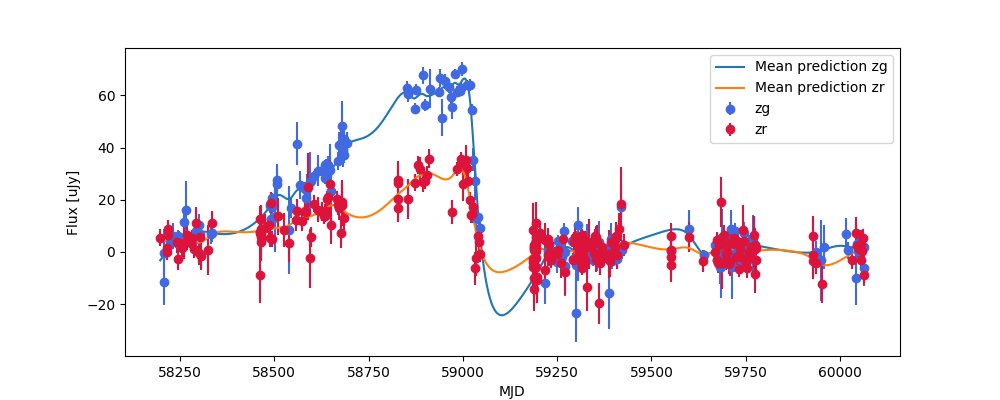 Mean prediction zg
Mean prediction zr
zg
zr
Flux [uJy]
60
40
20
0
−20
58250 58500 58750 59000 59250 59500 59750 60000
MJD